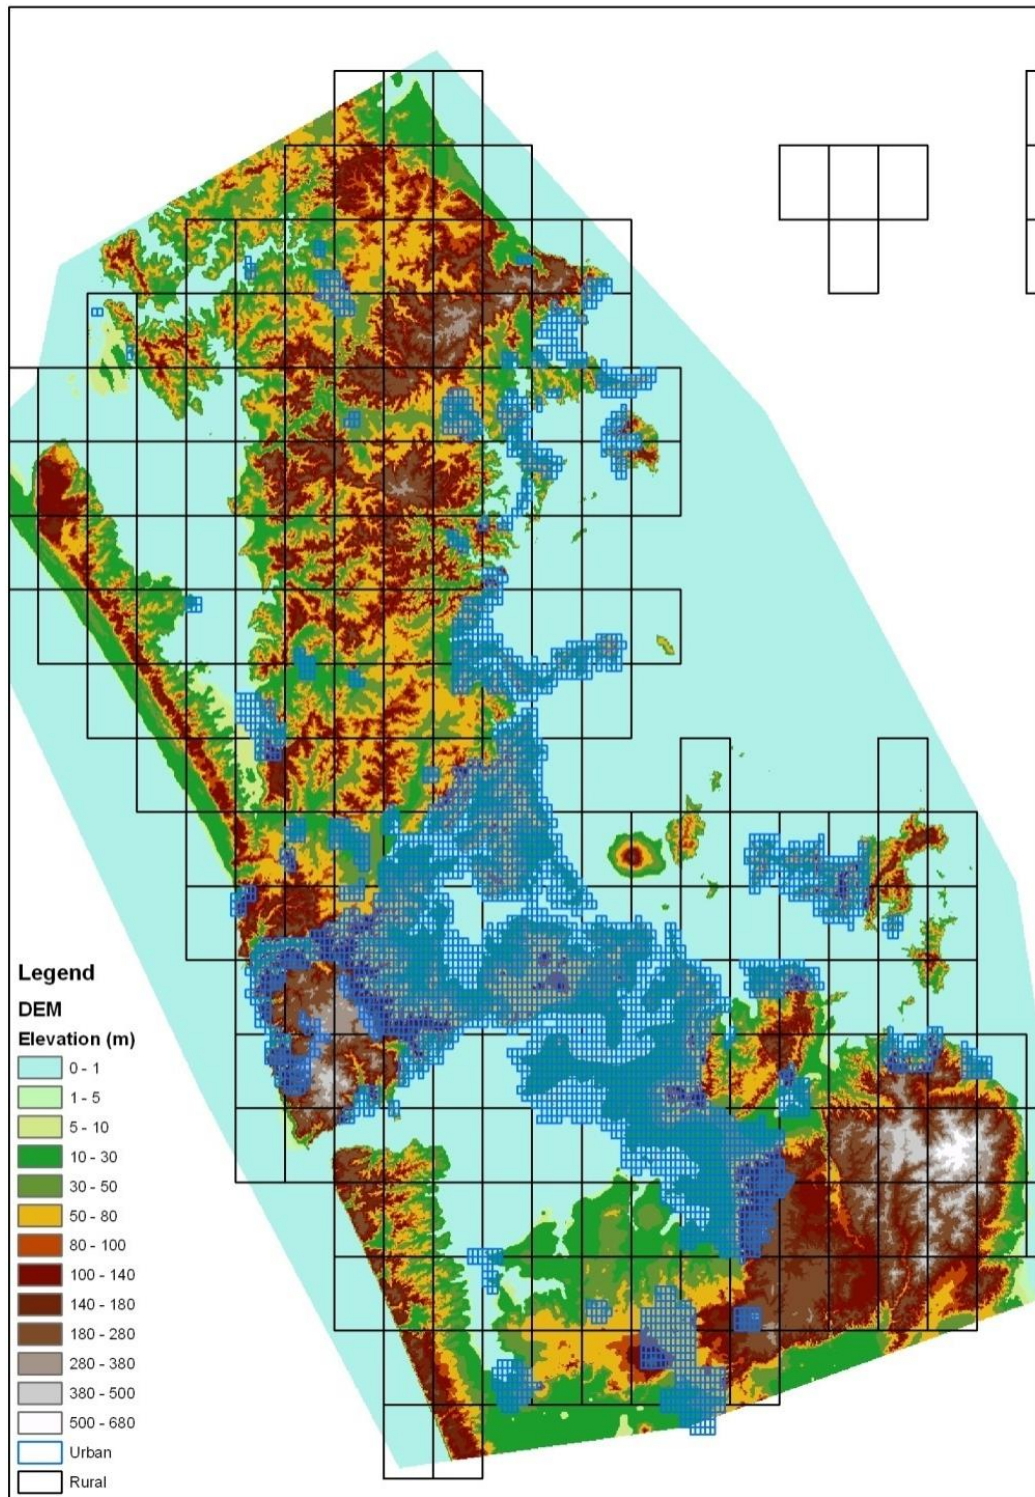 Legend
DEM
Elevation (m)
0 - 1
1 - 5
5 - 10
10 - 30
30 - 50
50 - 80
80 - 100
100 - 140
140 - 180
180 - 280
280 - 380
380 - 500
500 - 680
Urban
Rural